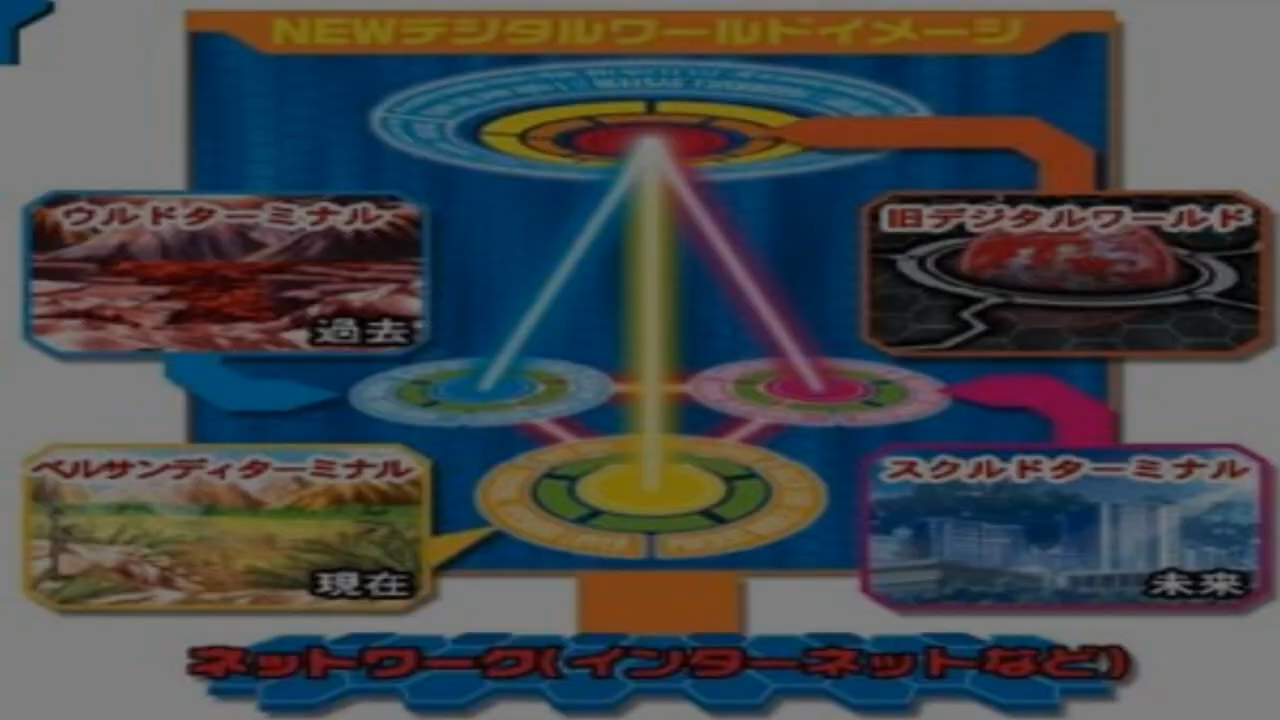 NEWデジタルワールドイメージ
ウルドターミナル
過去
旧デジタルワールド
ベルサンディターミナル
現在
スクルドターミナル
未来
ネットワーク(インターネットなど)